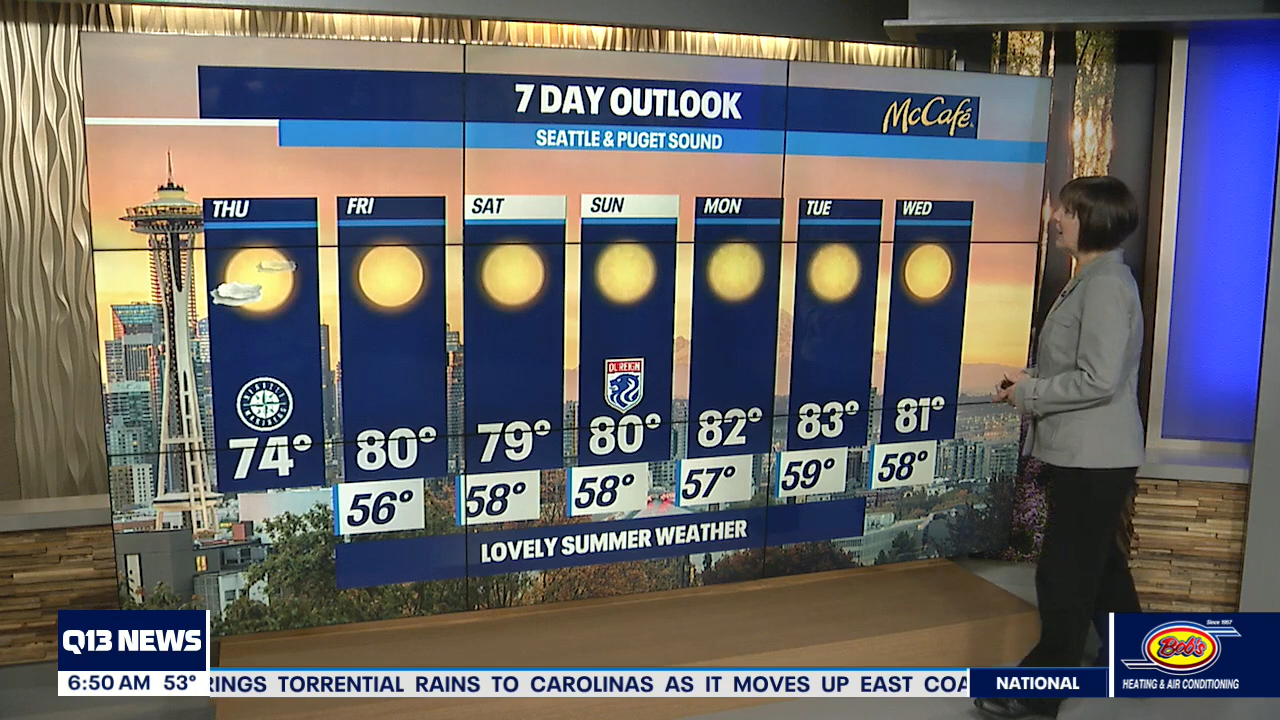 7 DAY OUTLOOK
McCafé
SEATTLE & PUGET SOUND
THU
FRI
SAT
SUN
MON
TUE
WED
OL REIGN
74°
80°
79°
80°
82°
83°
81°
56°
58°
58°
57°
59°
58°
LOVELY SUMMER WEATHER
Q13 NEWS
6:50 AM 53°
RINGS TORRENTIAL RAINS TO CAROLINAS AS IT MOVES UP EAST COA
NATIONAL
Since 1957
Bob's
HEATING & AIR CONDITIONING